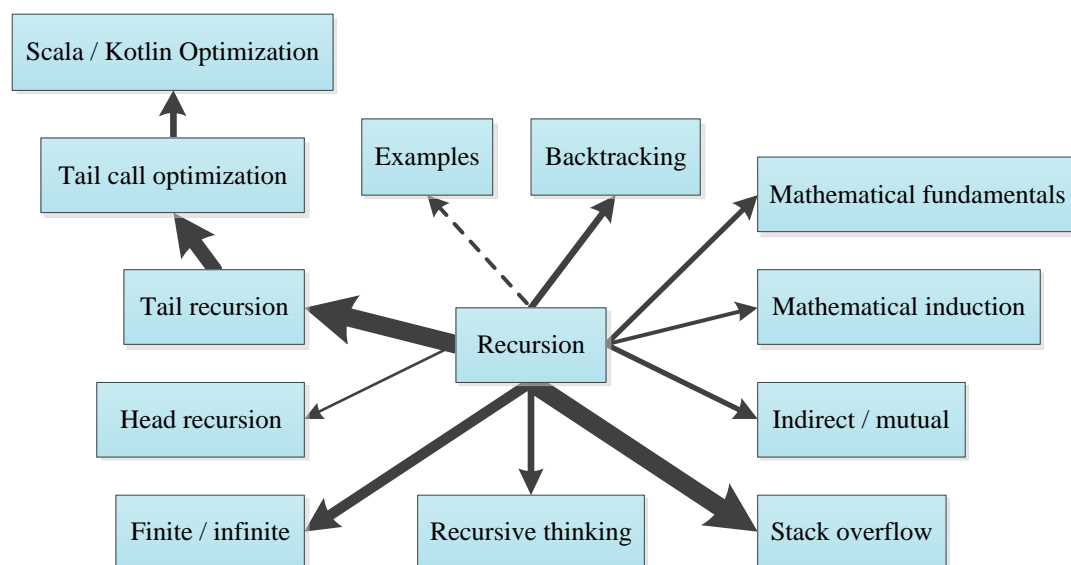 Scala / Kotlin Optimization
Tail call optimization
Examples
Backtracking
Mathematical fundamentals
Tail recursion
Recursion
Mathematical induction
Head recursion
Indirect / mutual
Finite / infinite
Recursive thinking
Stack overflow